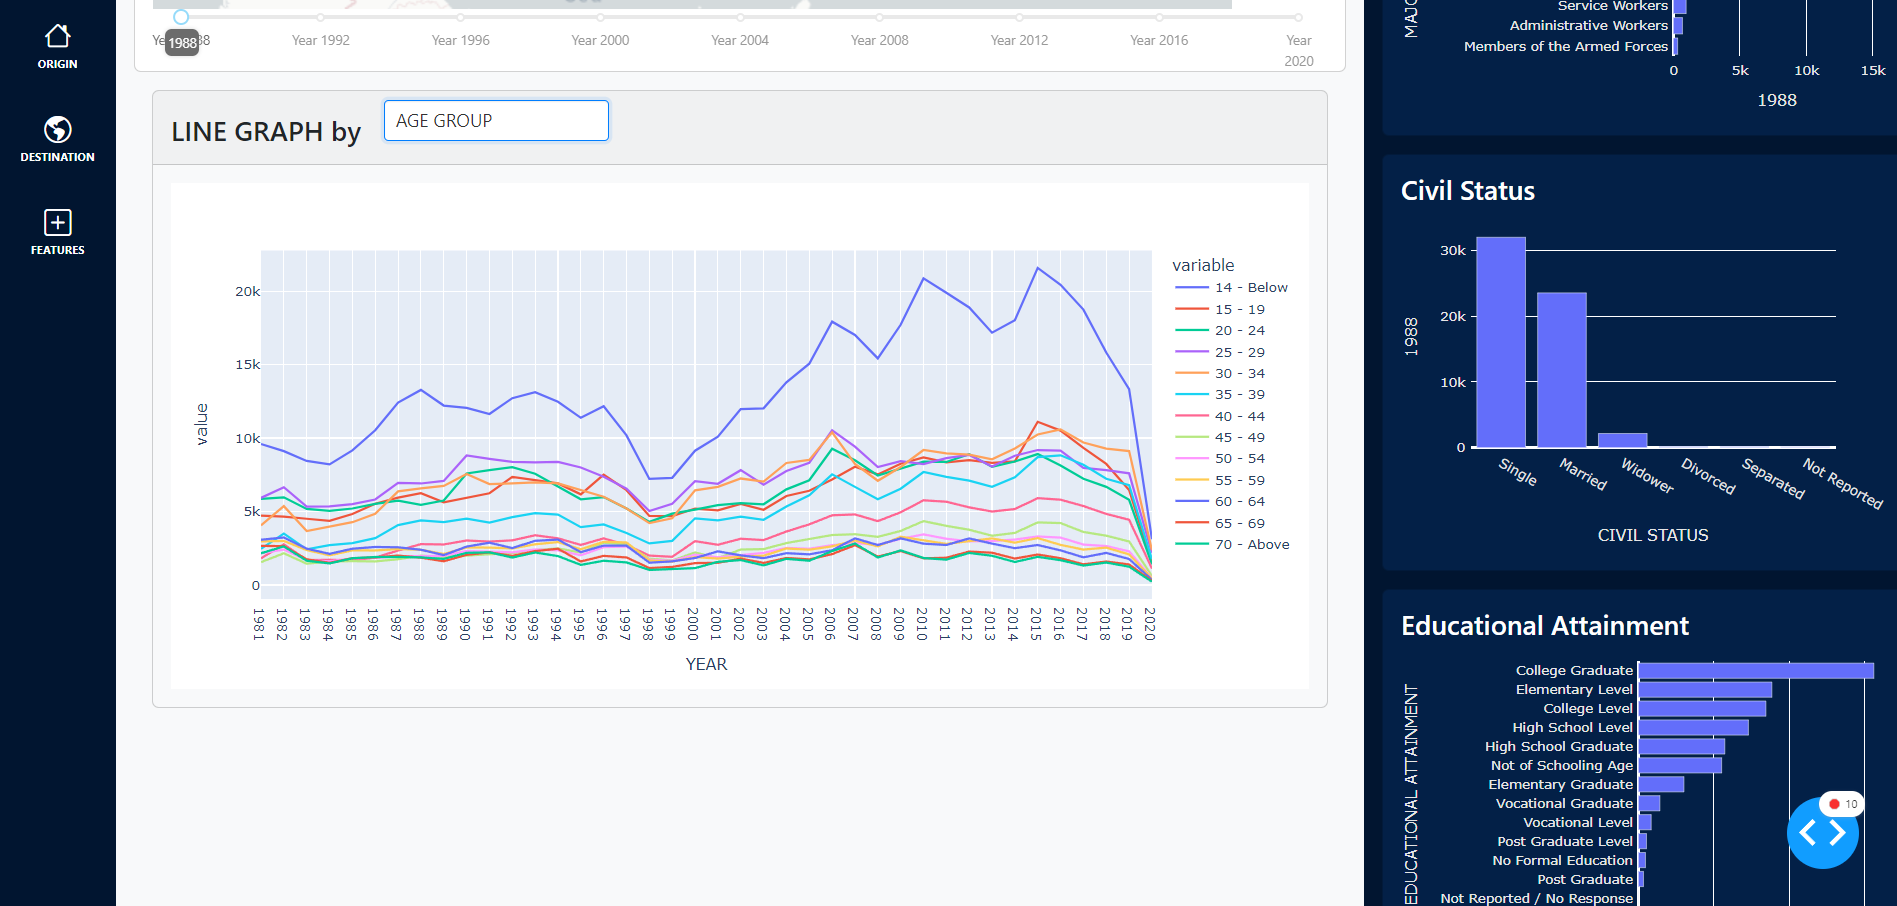 ORIGIN
DESTINATION
FEATURES
1988
Year 1992
Year 1996
Year 2000
Year 2004
Year 2008
Year 2012
Year 2016
Year 2020
LINE GRAPH by
AGE GROUP
value
20k
15k
10k
5k
0
1981
1982
1983
1984
1985
1986
1987
1988
1989
1990
1991
1992
1993
1994
1995
1996
1997
1998
1999
2000
2001
2002
2003
2004
2005
2006
2007
2008
2009
2010
2011
2012
2013
2014
2015
2016
2017
2018
2019
2020
YEAR
variable
14 - Below
15 - 19
20 - 24
25 - 29
30 - 34
35 - 39
40 - 44
45 - 49
50 - 54
55 - 59
60 - 64
65 - 69
70 - Above
Service Workers
Administrative Workers
Members of the Armed Forces
0
5k
10k
15k
1988
Civil Status
1988
30k
20k
10k
0
Single
Married
Widower
Divorced
Separated
Not Reported
CIVIL STATUS
Educational Attainment
EDUCATIONAL ATTAINMENT
College Graduate
Elementary Level
College Level
High School Level
High School Graduate
Not of Schooling Age
Elementary Graduate
Vocational Graduate
Vocational Level
Post Graduate Level
No Formal Education
Post Graduate
Not Reported / No Response
10